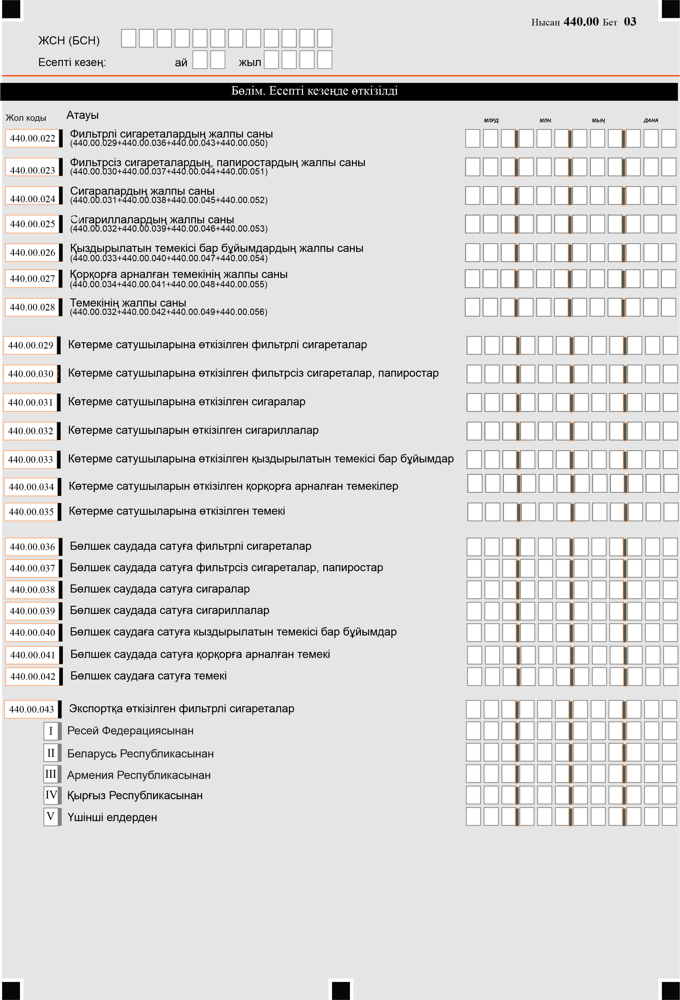 Нысан 440.00 Бет 03
ЖСН (БСН)
Есепті кезең: ай жыл
Бөлім. Есепті кезеңде өткізілді
Жол коды Атауы МЛРД. МЛН. МЫҢ ДАНА
440.00.022 Фильтрлі сигареталардың жалпы саны
(440.00.029+440.00.036+440.00.043+440.00.050)
440.00.023 Фильтрсіз сигареталардың, папиростардың жалпы саны
(440.00.030+440.00.037+440.00.044+440.00.051)
440.00.024 Сигаралардың жалпы саны
(440.00.031+440.00.038+440.00.045+440.00.052)
440.00.025 Сигариллалардың жалпы саны
(440.00.032+440.00.039+440.00.046+440.00.053)
440.00.026 Қыздырылатын темекісі бар бұйымдардың жалпы саны
(440.00.033+440.00.040+440.00.047+440.00.054)
440.00.027 Қорқорға арналған темекінің жалпы саны
(440.00.034+440.00.041+440.00.048+440.00.055)
440.00.028 Темекінің жалпы саны
(440.00.032+440.00.042+440.00.049+440.00.056)
440.00.029 Көтерме сатушыларына өткізілген фильтрлі сигареталар
440.00.030 Көтерме сатушыларына өткізілген фильтрсіз сигареталар, папиростар
440.00.031 Көтерме сатушыларына өткізілген сигаралар
440.00.032 Көтерме сатушыларын өткізілген сигариллалар
440.00.033 Көтерме сатушыларына өткізілген қыздырылатын темекісі бар бұйымдар
440.00.034 Көтерме сатушыларын өткізілген қорқорға арналған темекілер
440.00.035 Көтерме сатушыларына өткізілген темекі
440.00.036 Бөлшек саудада сатуға фильтрлі сигареталар
440.00.037 Бөлшек саудада сатуға фильтрсіз сигареталар, папиростар
440.00.038 Бөлшек саудада сатуға сигаралар
440.00.039 Бөлшек саудада сатуға сигариллалар
440.00.040 Бөлшек саудаға сатуға кыздырылатын темекісі бар бұйымдар
440.00.041 Бөлшек саудада сатуға қорқорға арналған темекі
440.00.042 Бөлшек саудаға сатуға темекі
440.00.043 Экспортқа өткізілген фильтрлі сигареталар
I Ресей Федерациясынан
II Беларусь Республикасынан
III Армения Республикасынан
IV Қырғыз Республикасынан
V Үшінші елдерден